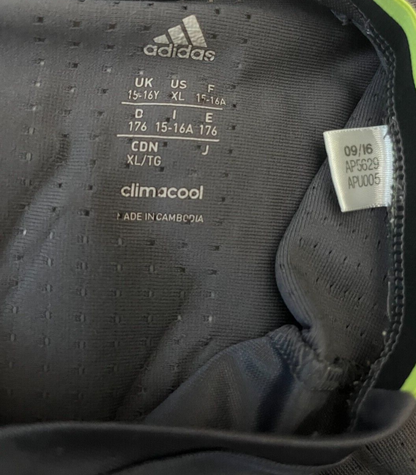 adidas
UK US F
15-16Y XL 15-16A
D I E
176 15-16A 176
CDN J
XL/TG
climacool
MADE IN CAMBODIA
09/16
AP5629
APU005